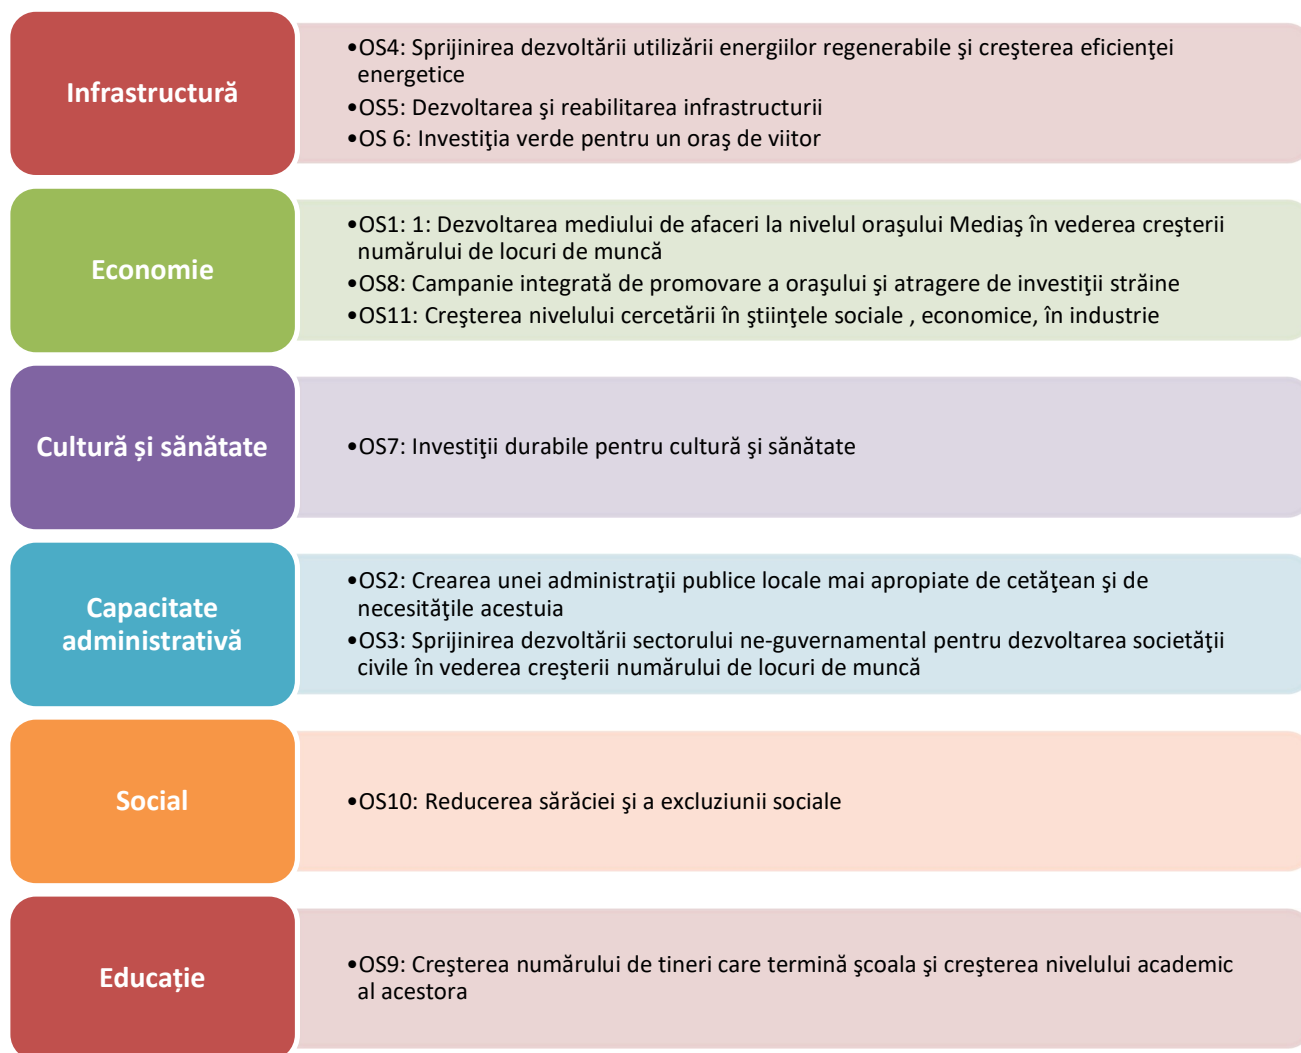 Infrastructură
•OS4: Sprijinirea dezvoltării utilizării energiilor regenerabile şi creşterea eficienţei
energetice
•OS5: Dezvoltarea şi reabilitarea infrastructurii
•OS 6: Investiţia verde pentru un oraş de viitor
Economie
•OS1: 1: Dezvoltarea mediului de afaceri la nivelul oraşului Mediaş în vederea creşterii
numărului de locuri de muncă
•OS8: Campanie integrată de promovare a oraşului şi atragere de investiţii străine
•OS11: Creşterea nivelului cercetării în ştiinţele sociale , economice, în industrie
Cultură și sănătate
•OS7: Investiţii durabile pentru cultură şi sănătate
Capacitate
administrativă
•OS2: Crearea unei administraţii publice locale mai apropiate de cetăţean şi de
necesităţile acestuia
•OS3: Sprijinirea dezvoltării sectorului ne-guvernamental pentru dezvoltarea societăţii
civile în vederea creşterii numărului de locuri de muncă
Social
•OS10: Reducerea sărăciei şi a excluziunii sociale
Educație
•OS9: Creşterea numărului de tineri care termină şcoala şi creşterea nivelului academic
al acestora